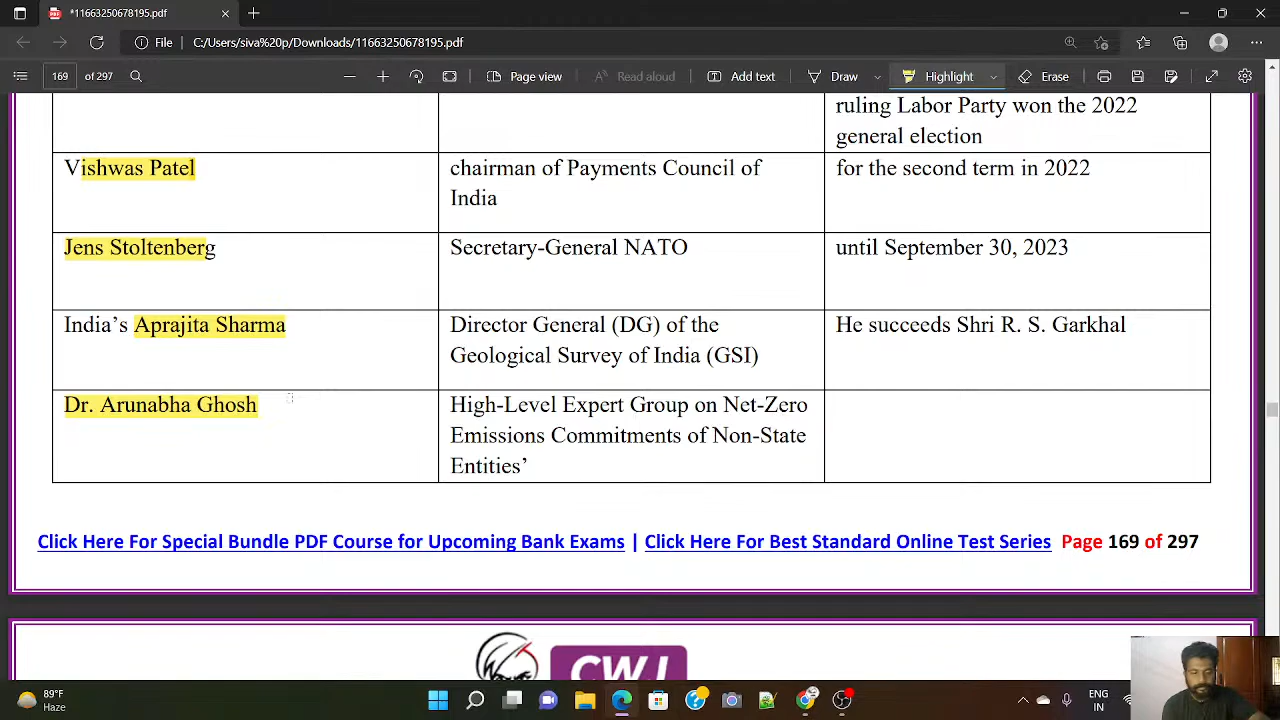 *11663250678195.pdf
File
C:/Users/siva%20p/Downloads/11663250678195.pdf
169
of 297
Page view
Read aloud
Add text
Draw
Highlight
Erase
ruling Labor Party won the 2022
general election
Vishwas Patel
chairman of Payments Council of
India
for the second term in 2022
Jens Stoltenberg
Secretary-General NATO
until September 30, 2023
India’s Aprajita Sharma
Director General (DG) of the
Geological Survey of India (GSI)
He succeeds Shri R. S. Garkhal
Dr. Arunabha Ghosh
High-Level Expert Group on Net-Zero
Emissions Commitments of Non-State
Entities’
Click Here For Special Bundle PDF Course for Upcoming Bank Exams | Click Here For Best Standard Online Test Series Page 169 of 297
CWJ
89°F
Haze
ENG
IN